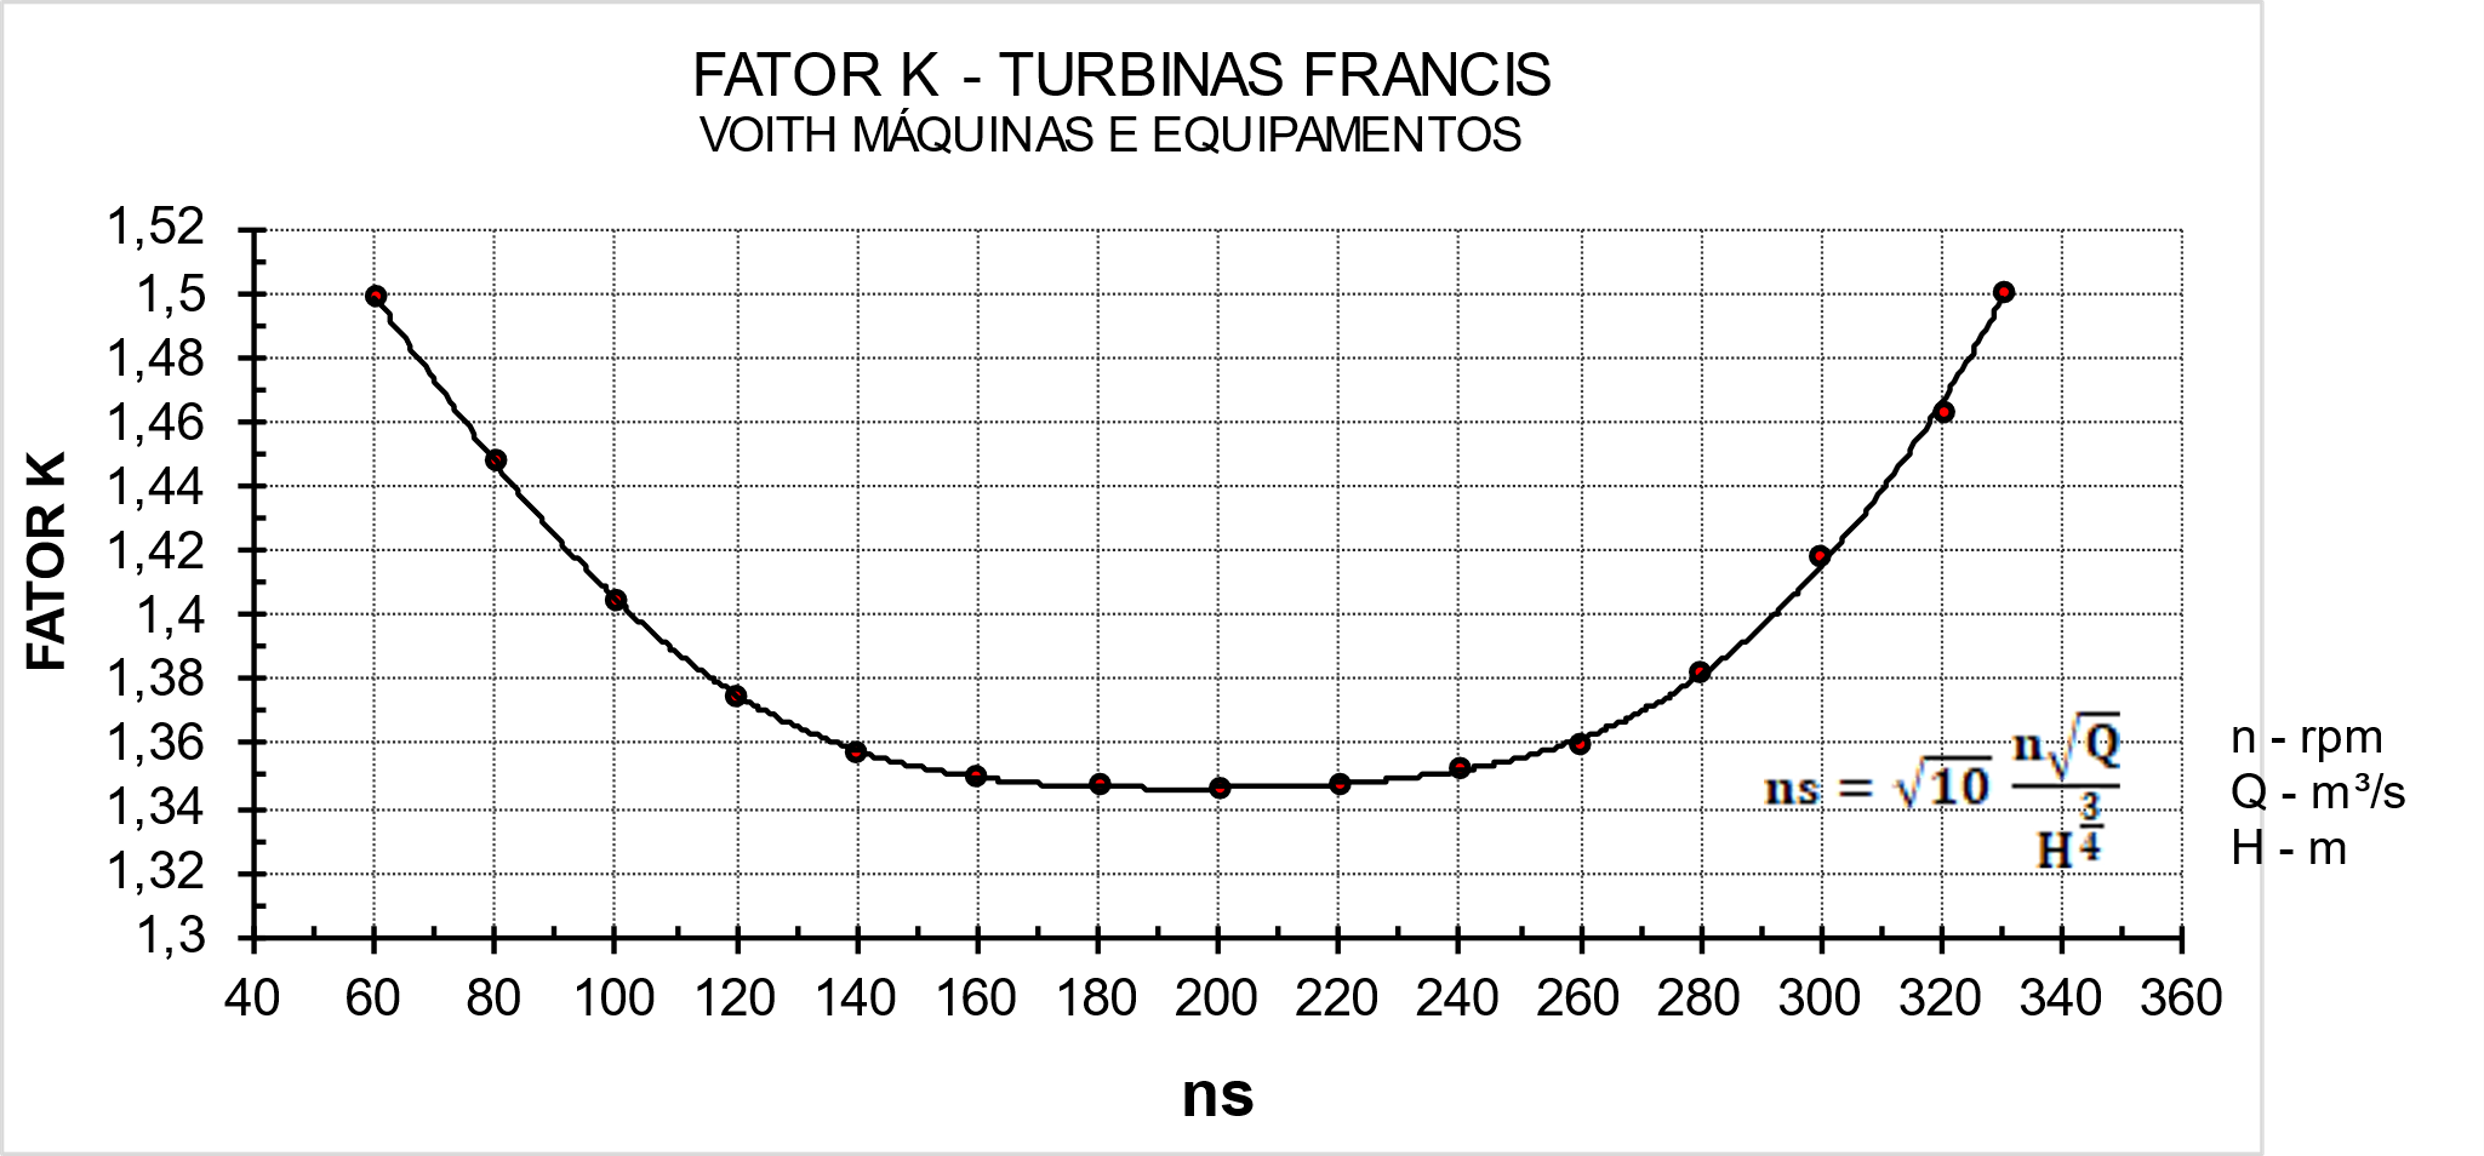 FATOR K - TURBINAS FRANCIS
VOITH MÁQUINAS E EQUIPAMENTOS
FATOR K
1,52
1,5
1,48
1,46
1,44
1,42
1,4
1,38
1,36
1,34
1,32
1,3
40 60 80 100 120 140 160 180 200 220 240 260 280 300 320 340 360
ns
ns = √10 n√Q / H^(3/4)
n - rpm
Q - m³/s
H - m